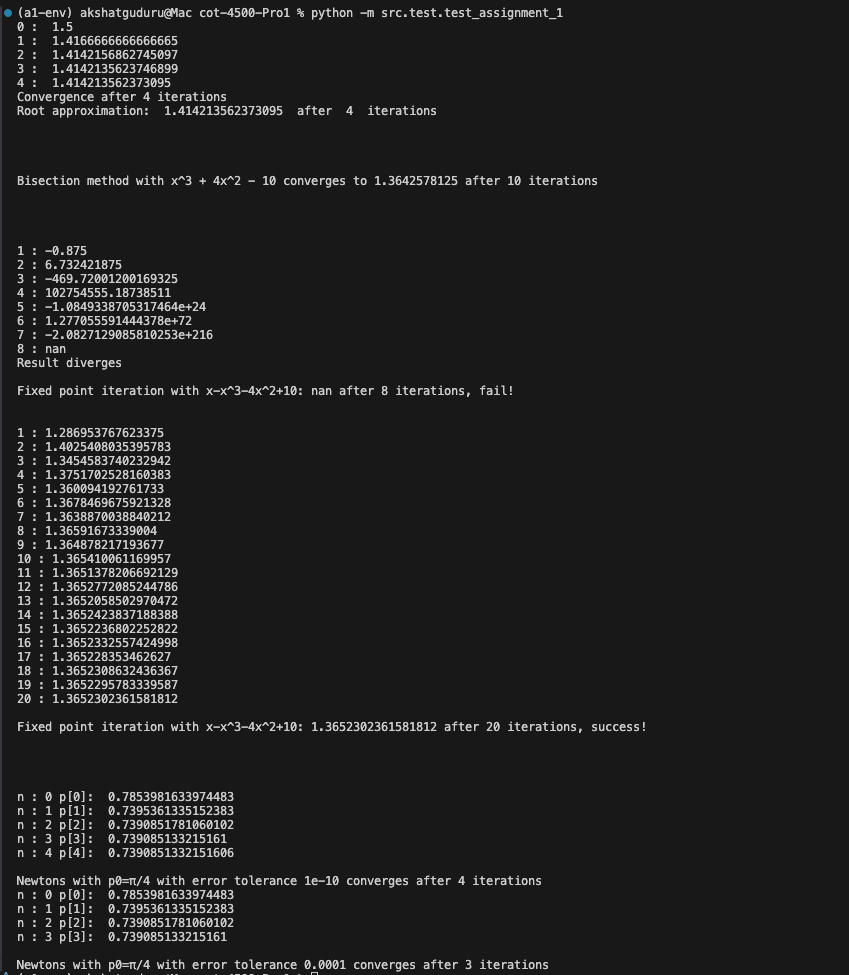 (a1-env) akshatguduru@Mac cot-4500-Pro1 % python -m src.test.test_assignment_1
0 :  1.5
1 :  1.4166666666666665
2 :  1.4142156862745097
3 :  1.4142135623746899
4 :  1.414213562373095
Convergence after 4 iterations
Root approximation:  1.414213562373095  after  4  iterations
Bisection method with x^3 + 4x^2 - 10 converges to 1.3642578125 after 10 iterations
1 : -0.875
2 : 6.732421875
3 : -469.72001200169325
4 : 102754555.18738511
5 : -1.0849338705317464e+24
6 : 1.277055591444378e+72
7 : -2.0827129085810253e+216
8 : nan
Result diverges
Fixed point iteration with x-x^3-4x^2+10: nan after 8 iterations, fail!
1 : 1.286953767623375
2 : 1.4025408035395783
3 : 1.3454583740232942
4 : 1.3751702528160383
5 : 1.360094192761733
6 : 1.3678469675921328
7 : 1.3638870038840212
8 : 1.36591673339004
9 : 1.364878217193677
10 : 1.365410061169957
11 : 1.3651378206692129
12 : 1.3652772085244786
13 : 1.3652058502970472
14 : 1.3652423837188388
15 : 1.3652236802252822
16 : 1.3652332557424998
17 : 1.365228353462627
18 : 1.3652308632436367
19 : 1.3652295783339587
20 : 1.3652302361581812
Fixed point iteration with x-x^3-4x^2+10: 1.3652302361581812 after 20 iterations, success!
n : 0 p[0]:  0.7853981633974483
n : 1 p[1]:  0.7395361335152383
n : 2 p[2]:  0.7390851781060102
n : 3 p[3]:  0.739085133215161
n : 4 p[4]:  0.7390851332151606
Newtons with p0=π/4 with error tolerance 1e-10 converges after 4 iterations
n : 0 p[0]:  0.7853981633974483
n : 1 p[1]:  0.7395361335152383
n : 2 p[2]:  0.7390851781060102
n : 3 p[3]:  0.739085133215161
Newtons with p0=π/4 with error tolerance 0.0001 converges after 3 iterations